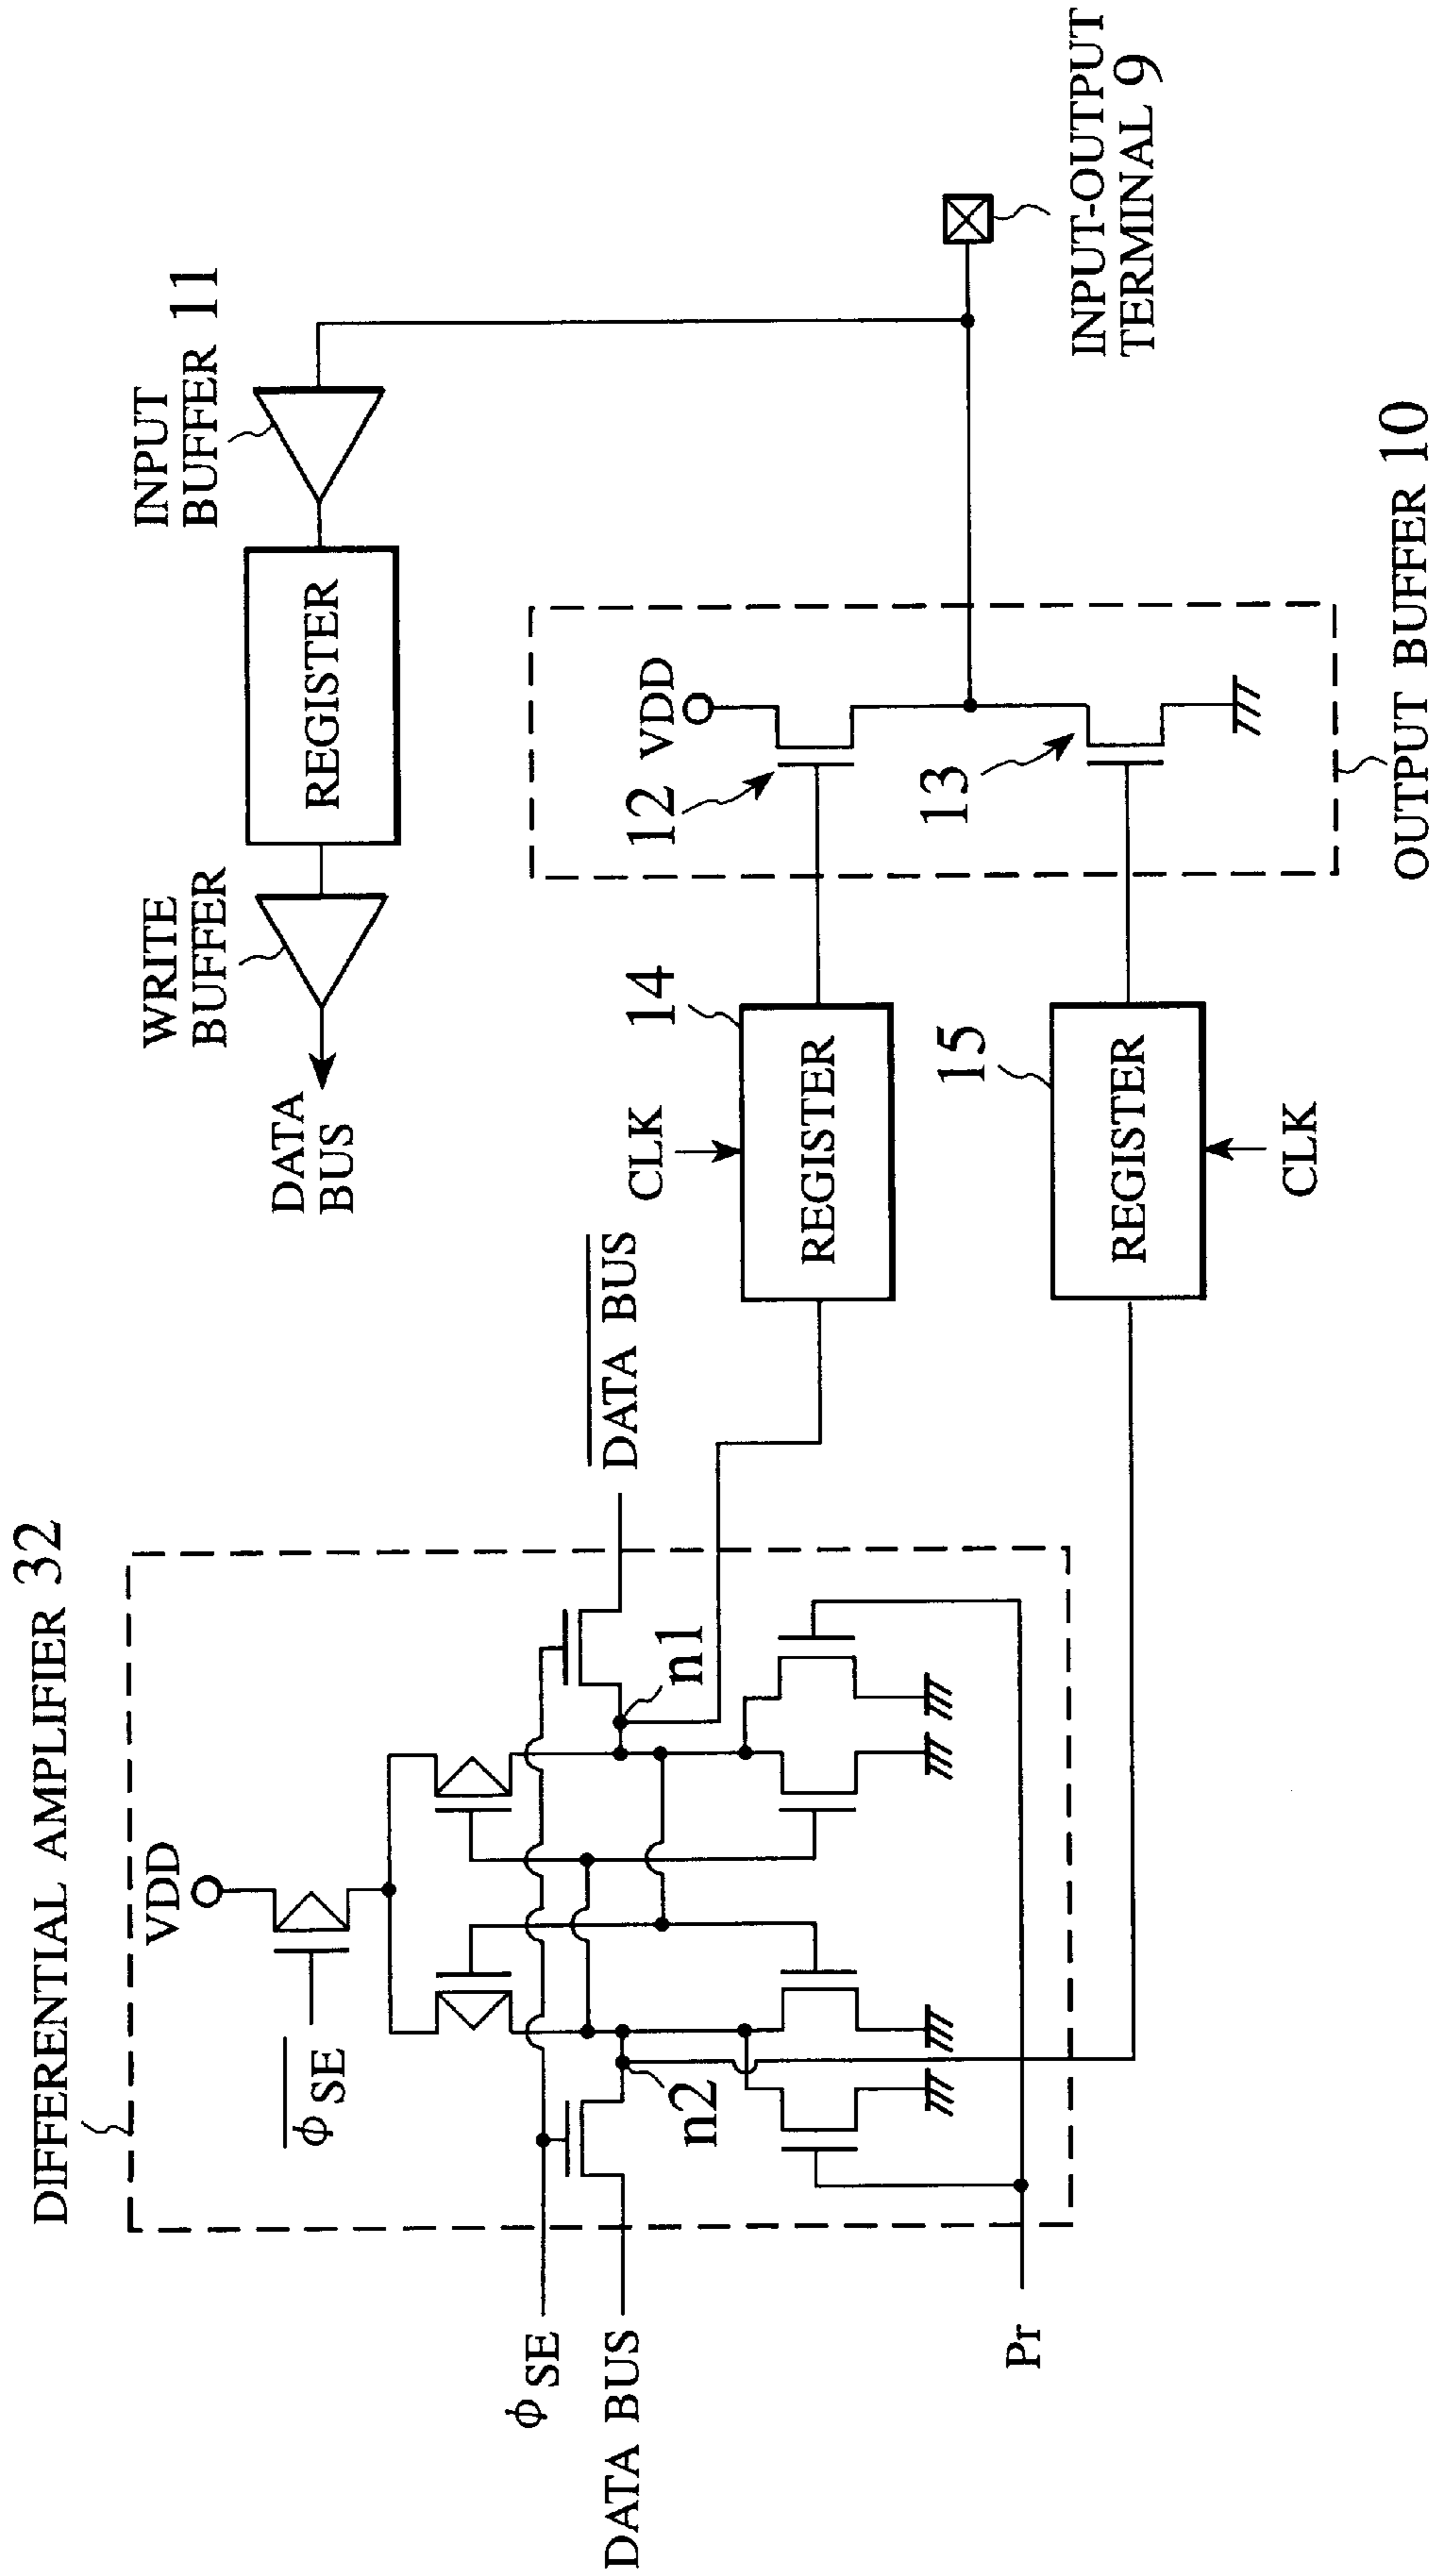 DIFFERENTIAL AMPLIFIER 32
VDD
φSE
φSE
DATA BUS
n2
n1
DATA BUS
Pr
DATA
BUS
WRITE
BUFFER
REGISTER
INPUT
BUFFER 11
CLK
14
REGISTER
15
REGISTER
CLK
12
VDD
13
OUTPUT BUFFER 10
INPUT-OUTPUT
TERMINAL 9